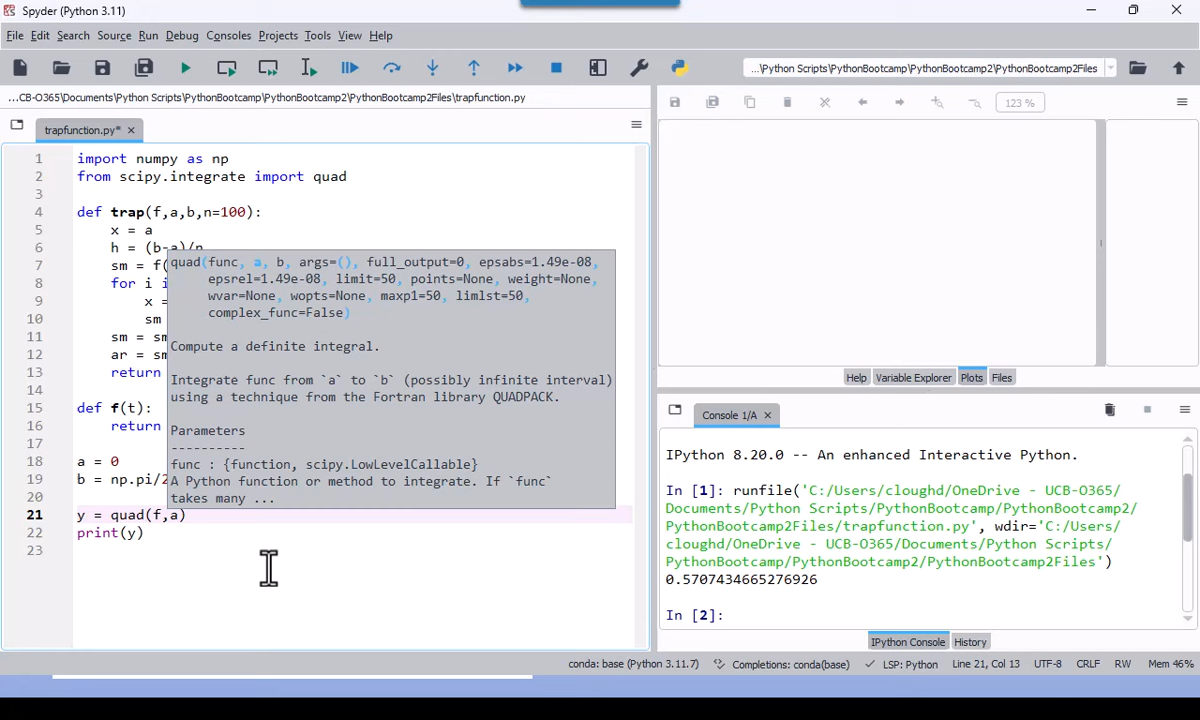 Spyder (Python 3.11)
File Edit Search Source Run Debug Consoles Projects Tools View Help
...\Python Scripts\PythonBootcamp\PythonBootcamp2\PythonBootcamp2Files
...CB-O365\Documents\Python Scripts\PythonBootcamp\PythonBootcamp2\PythonBootcamp2Files\trapfunction.py
trapfunction.py*
1 import numpy as np
2 from scipy.integrate import quad
3
4 def trap(f,a,b,n=100):
5 x = a
6 h = (b-a)/n
7 sm = f(
8 for i i
9 x =
10 sm
11 sm = sm
12 ar = sm
13 return
14
15 def f(t):
16 return
17
18 a = 0
19 b = np.pi/2
20
21 y = quad(f,a)
22 print(y)
23
quad(func, a, b, args=(), full_output=0, epsabs=1.49e-08,
epsrel=1.49e-08, limit=50, points=None, weight=None,
wvar=None, wopts=None, maxp1=50, limlst=50,
complex_func=False)
Compute a definite integral.
Integrate func from `a` to `b` (possibly infinite interval)
using a technique from the Fortran library QUADPACK.
Parameters
----------
func : {function, scipy.LowLevelCallable}
A Python function or method to integrate. If `func`
takes many ...
123 %
Help Variable Explorer Plots Files
Console 1/A
IPython 8.20.0 -- An enhanced Interactive Python.
In [1]: runfile('C:/Users/cloughd/OneDrive - UCB-O365/
Documents/Python Scripts/PythonBootcamp/PythonBootcamp2/
PythonBootcamp2Files/trapfunction.py', wdir='C:/Users/
cloughd/OneDrive - UCB-O365/Documents/Python Scripts/
PythonBootcamp/PythonBootcamp2/PythonBootcamp2Files')
0.5707434665276926
In [2]:
IPython Console History
conda: base (Python 3.11.7) Completions: conda(base) LSP: Python Line 21, Col 13 UTF-8 CRLF RW Mem 46%